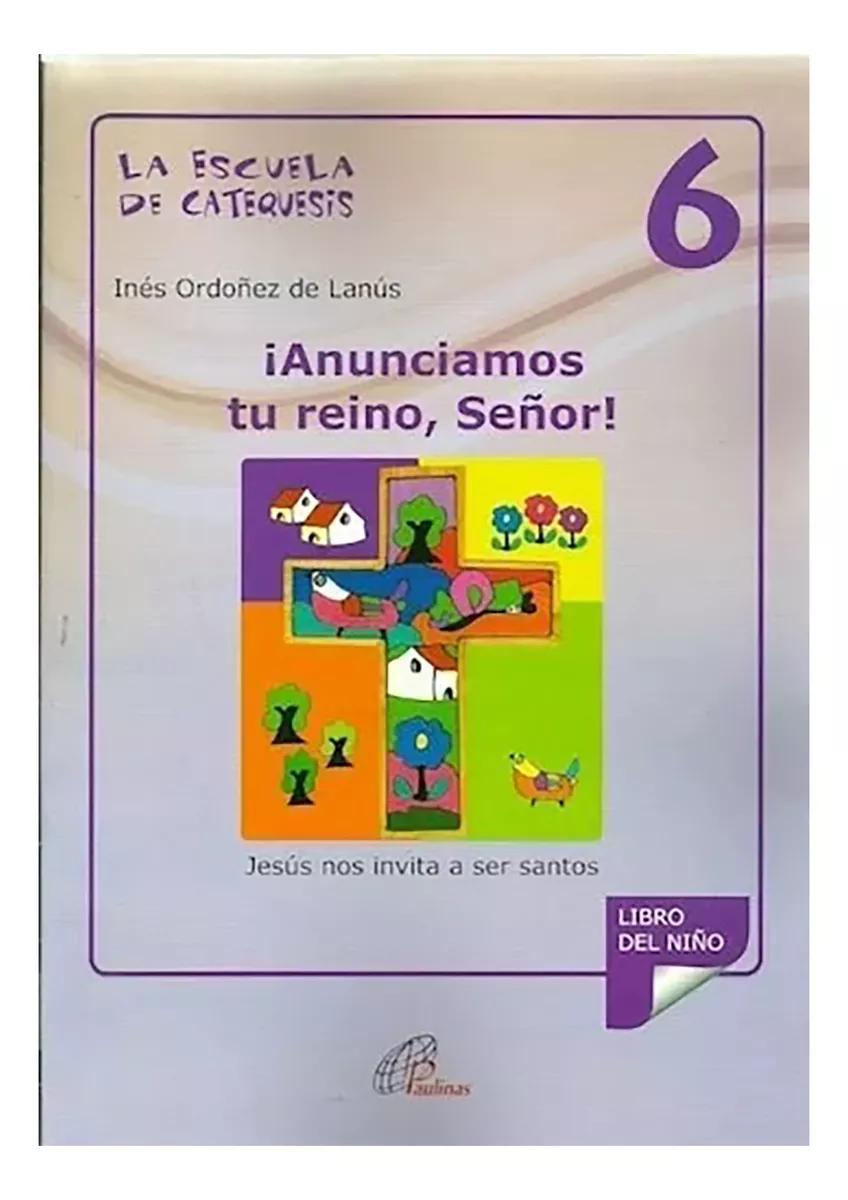 LA ESCUELA
DE CATEQUESIS
6
Inés Ordoñez de Lanús
¡Anunciamos
tu reino, Señor!
Jesús nos invita a ser santos
LIBRO
DEL NIÑO
Paulinas